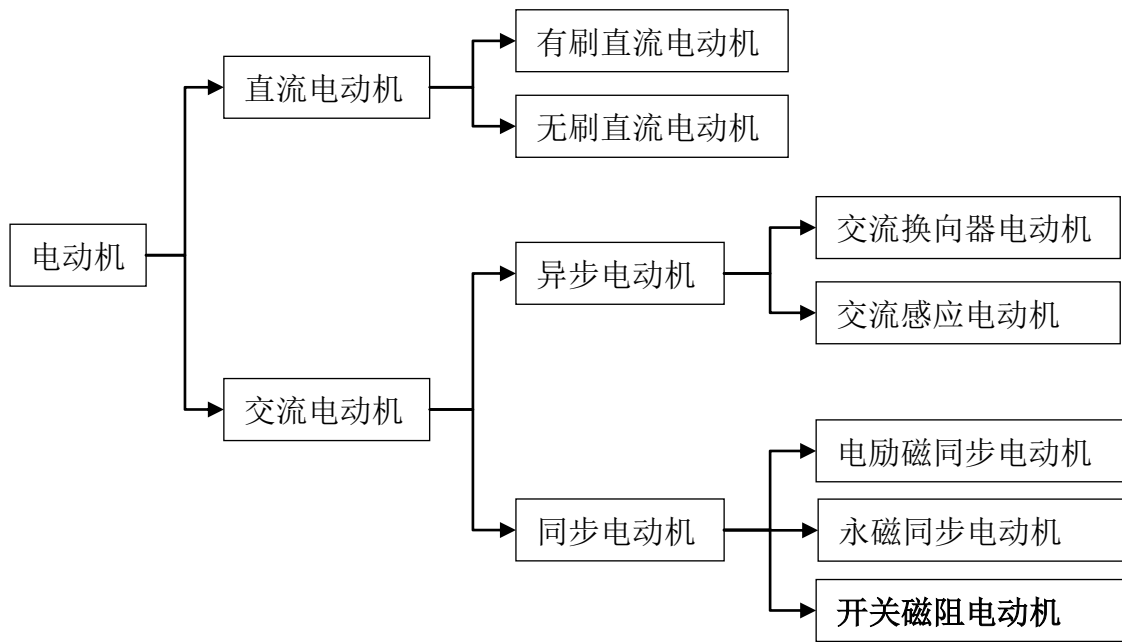 有刷直流电动机
直流电动机
无刷直流电动机
交流换向器电动机
电动机
异步电动机
交流感应电动机
交流电动机
电励磁同步电动机
同步电动机
永磁同步电动机
开关磁阻电动机